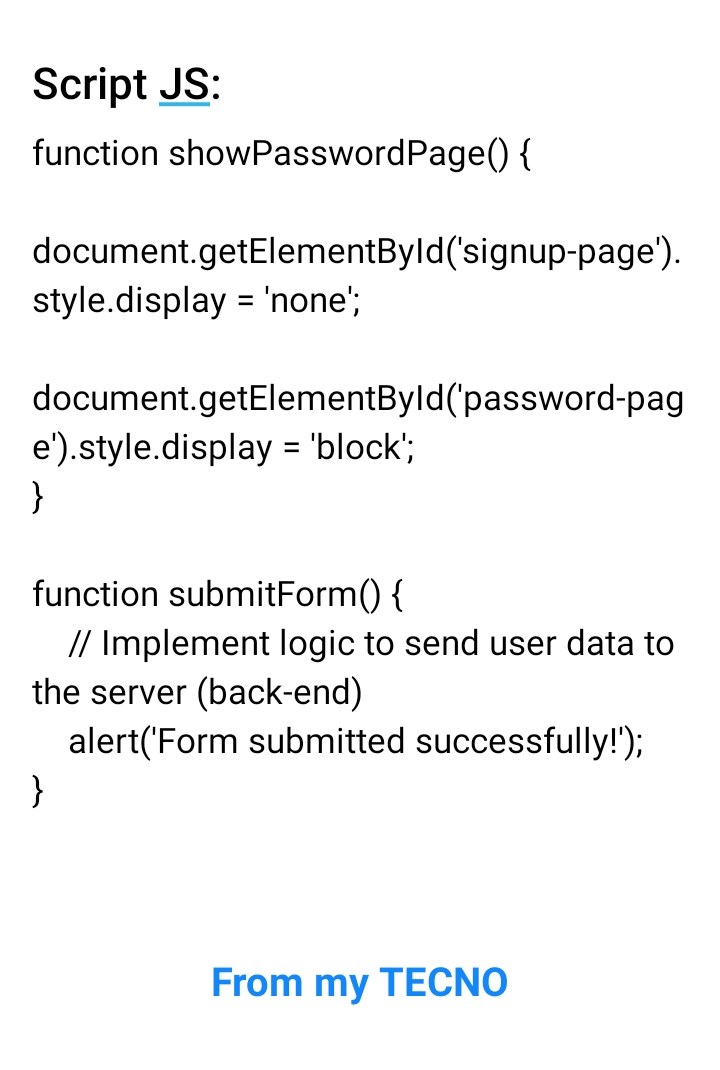 Script JS:
function showPasswordPage() {
document.getElementById('signup-page').
style.display = 'none';
document.getElementById('password-pag
e').style.display = 'block';
}
function submitForm() {
// Implement logic to send user data to
the server (back-end)
alert('Form submitted successfully!');
}
From my TECNO